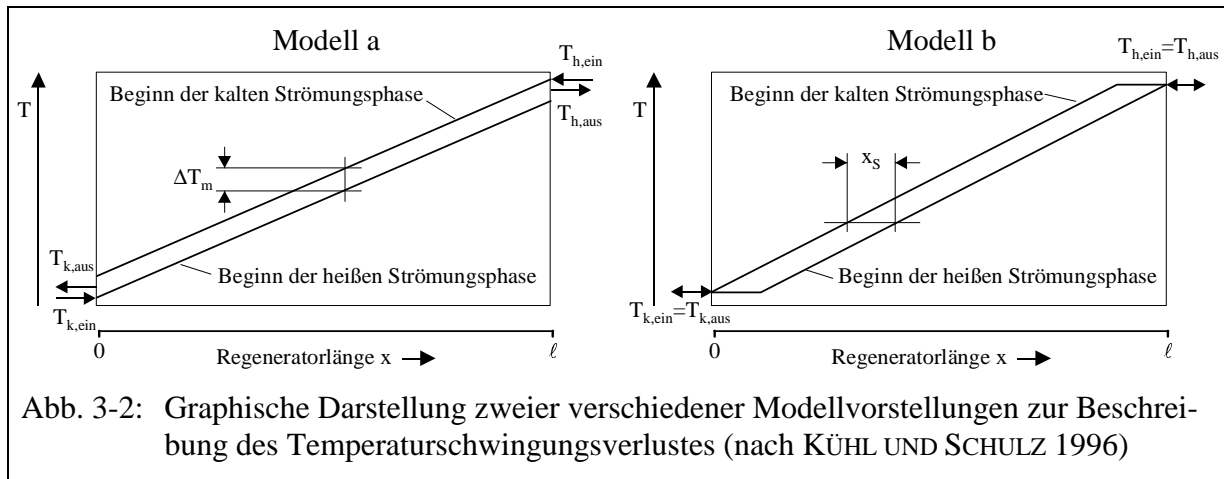 Modell a
T
T_h,ein
T_h,aus
Beginn der kalten Strömungsphase
ΔT_m
T_k,aus
T_k,ein
Beginn der heißen Strömungsphase
0
Regeneratorlänge x
ℓ
Modell b
T
T_h,ein=T_h,aus
Beginn der kalten Strömungsphase
x_S
Beginn der heißen Strömungsphase
T_k,ein=T_k,aus
0
Regeneratorlänge x
ℓ
Abb. 3-2: Graphische Darstellung zweier verschiedener Modellvorstellungen zur Beschrei-
bung des Temperaturschwingungsverlustes (nach KÜHL UND SCHULZ 1996)